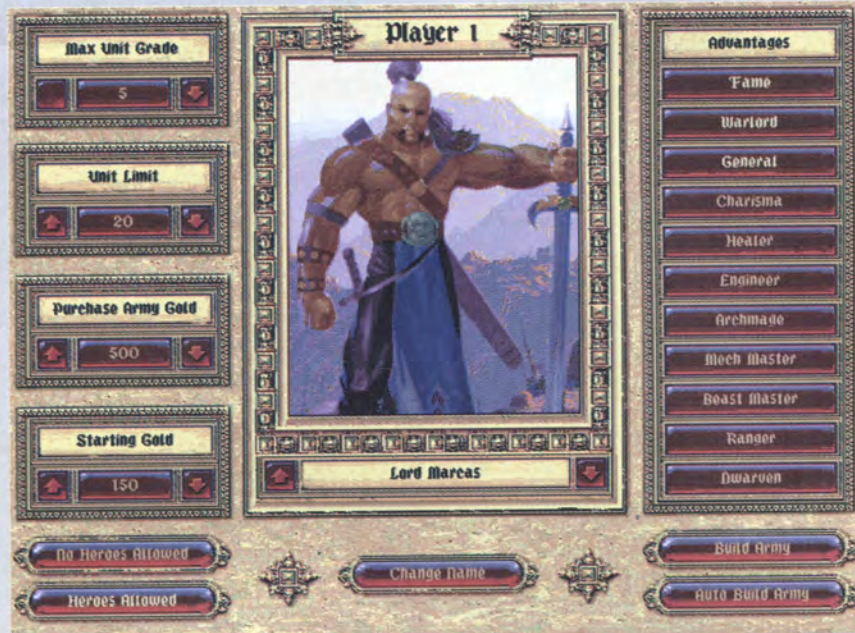 Max Unit Grade
5
Unit Limit
20
Purchase Army Gold
500
Starting Gold
150
No Heroes Allowed
Heroes Allowed
Player 1
Lord Marcas
Change Name
Advantages
Fame
Warlord
General
Charisma
Healer
Engineer
Archmage
Mech Master
Beast Master
Ranger
Dwarven
Build Army
Auto Build Army